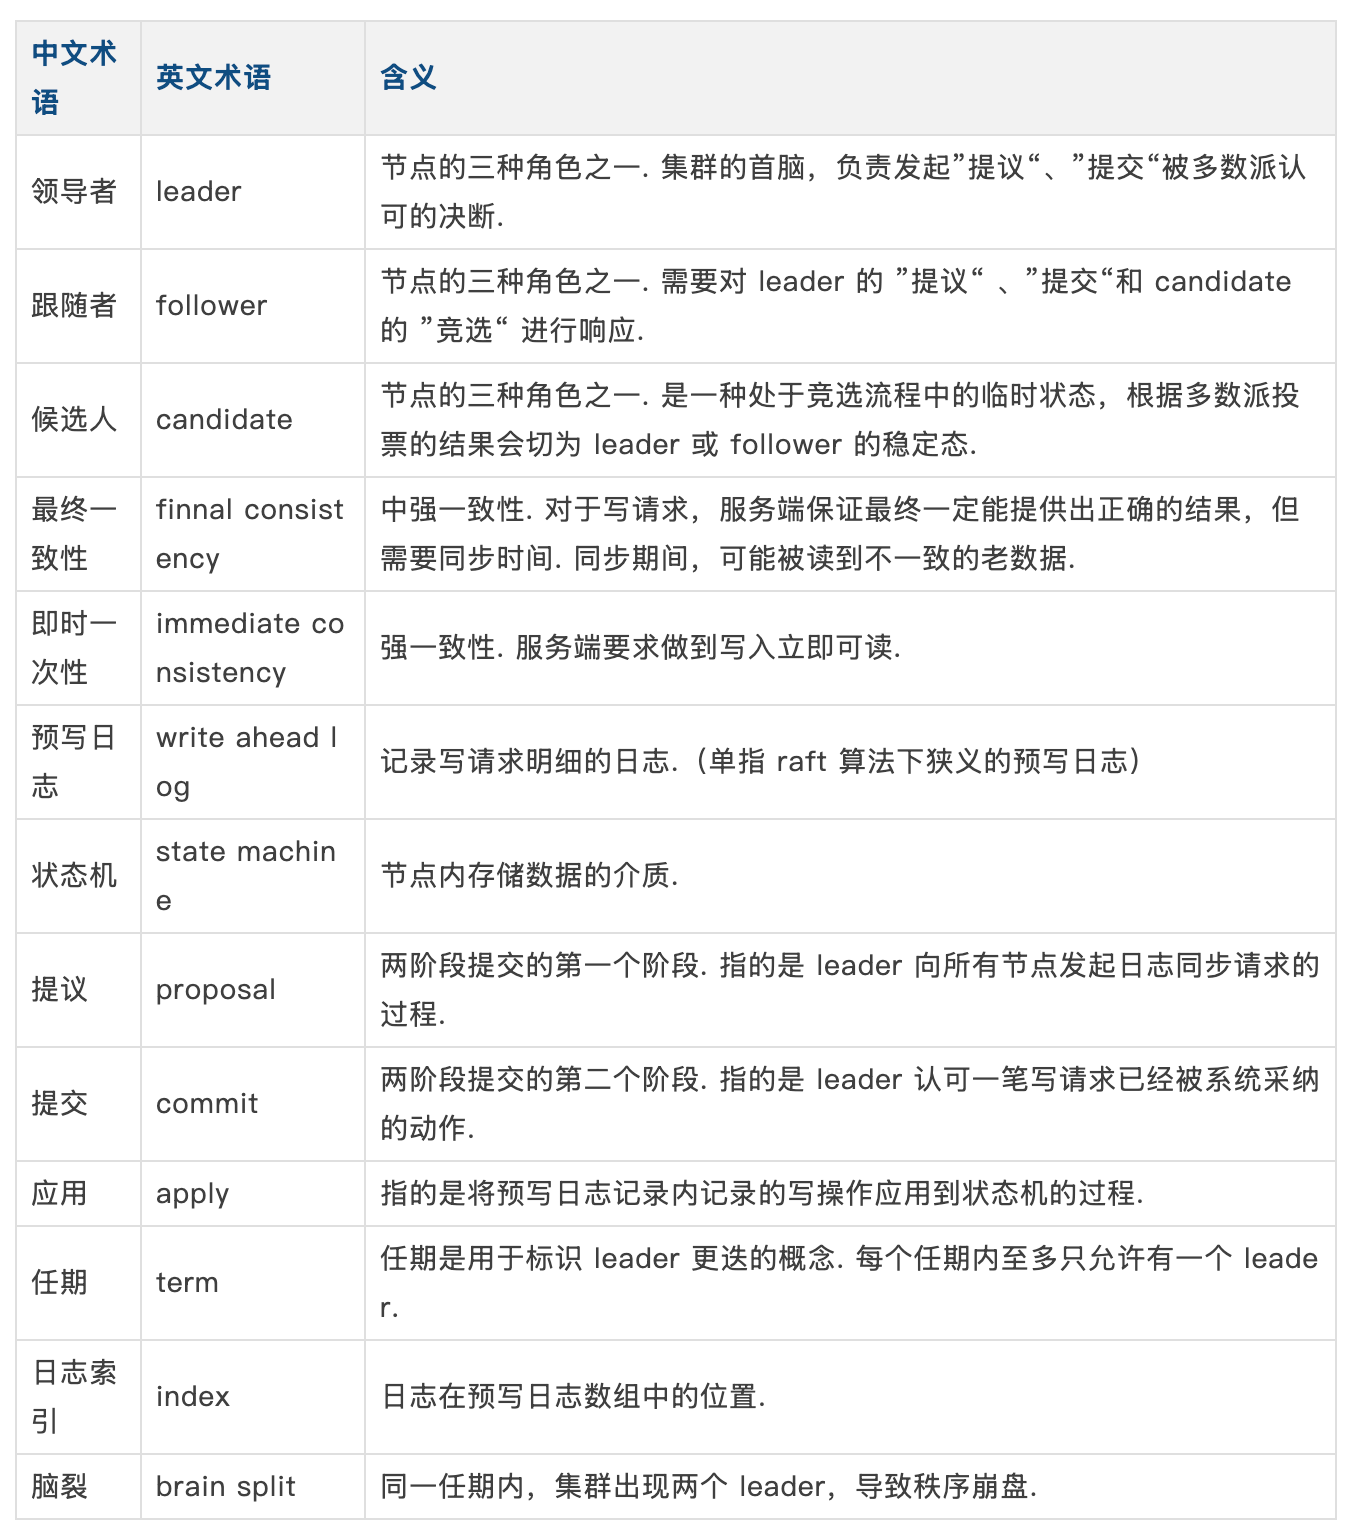 中文术
语
英文术语
含义
领导者
leader
节点的三种角色之一. 集群的首脑，负责发起”提议“、”提交“被多数派认
可的决断.
跟随者
follower
节点的三种角色之一. 需要对 leader 的 ”提议“ 、”提交“和 candidate
的 ”竞选“ 进行响应.
候选人
candidate
节点的三种角色之一. 是一种处于竞选流程中的临时状态，根据多数派投
票的结果会切为 leader 或 follower 的稳定态.
最终一
致性
finnal consist
ency
中强一致性. 对于写请求，服务端保证最终一定能提供出正确的结果，但
需要同步时间. 同步期间，可能被读到不一致的老数据.
即时一
次性
immediate co
nsistency
强一致性. 服务端要求做到写入立即可读.
预写日
志
write ahead l
og
记录写请求明细的日志.（单指 raft 算法下狭义的预写日志）
状态机
state machin
e
节点内存储数据的介质.
提议
proposal
两阶段提交的第一个阶段. 指的是 leader 向所有节点发起日志同步请求的
过程.
提交
commit
两阶段提交的第二个阶段. 指的是 leader 认可一笔写请求已经被系统采纳
的动作.
应用
apply
指的是将预写日志记录内记录的写操作应用到状态机的过程.
任期
term
任期是用于标识 leader 更迭的概念. 每个任期内至多只允许有一个 leade
r.
日志索
引
index
日志在预写日志数组中的位置.
脑裂
brain split
同一任期内，集群出现两个 leader，导致秩序崩盘.